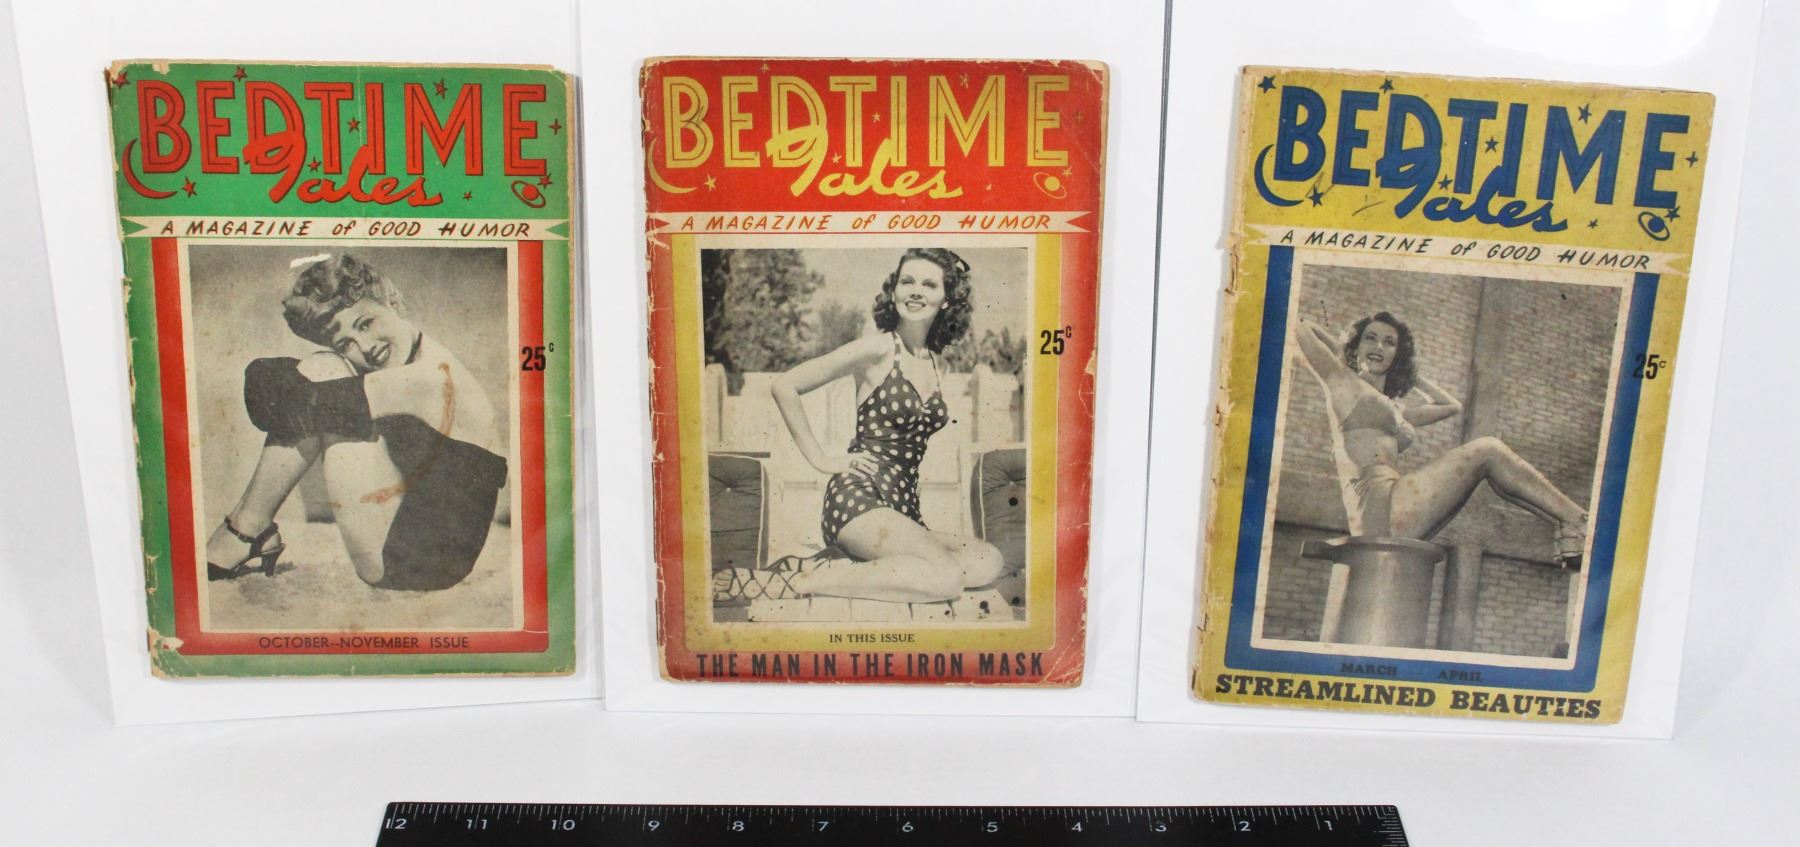 BEDTIME
Tales
A MAGAZINE of GOOD HUMOR
25c
OCTOBER--NOVEMBER ISSUE
BEDTIME
Tales
A MAGAZINE of GOOD HUMOR
25c
IN THIS ISSUE
THE MAN IN THE IRON MASK
BEDTIME
Tales
A MAGAZINE of GOOD HUMOR
25c
MARCH -- APRIL
STREAMLINED BEAUTIES
12 11 10 9 8 7 6 5 4 3 2 1